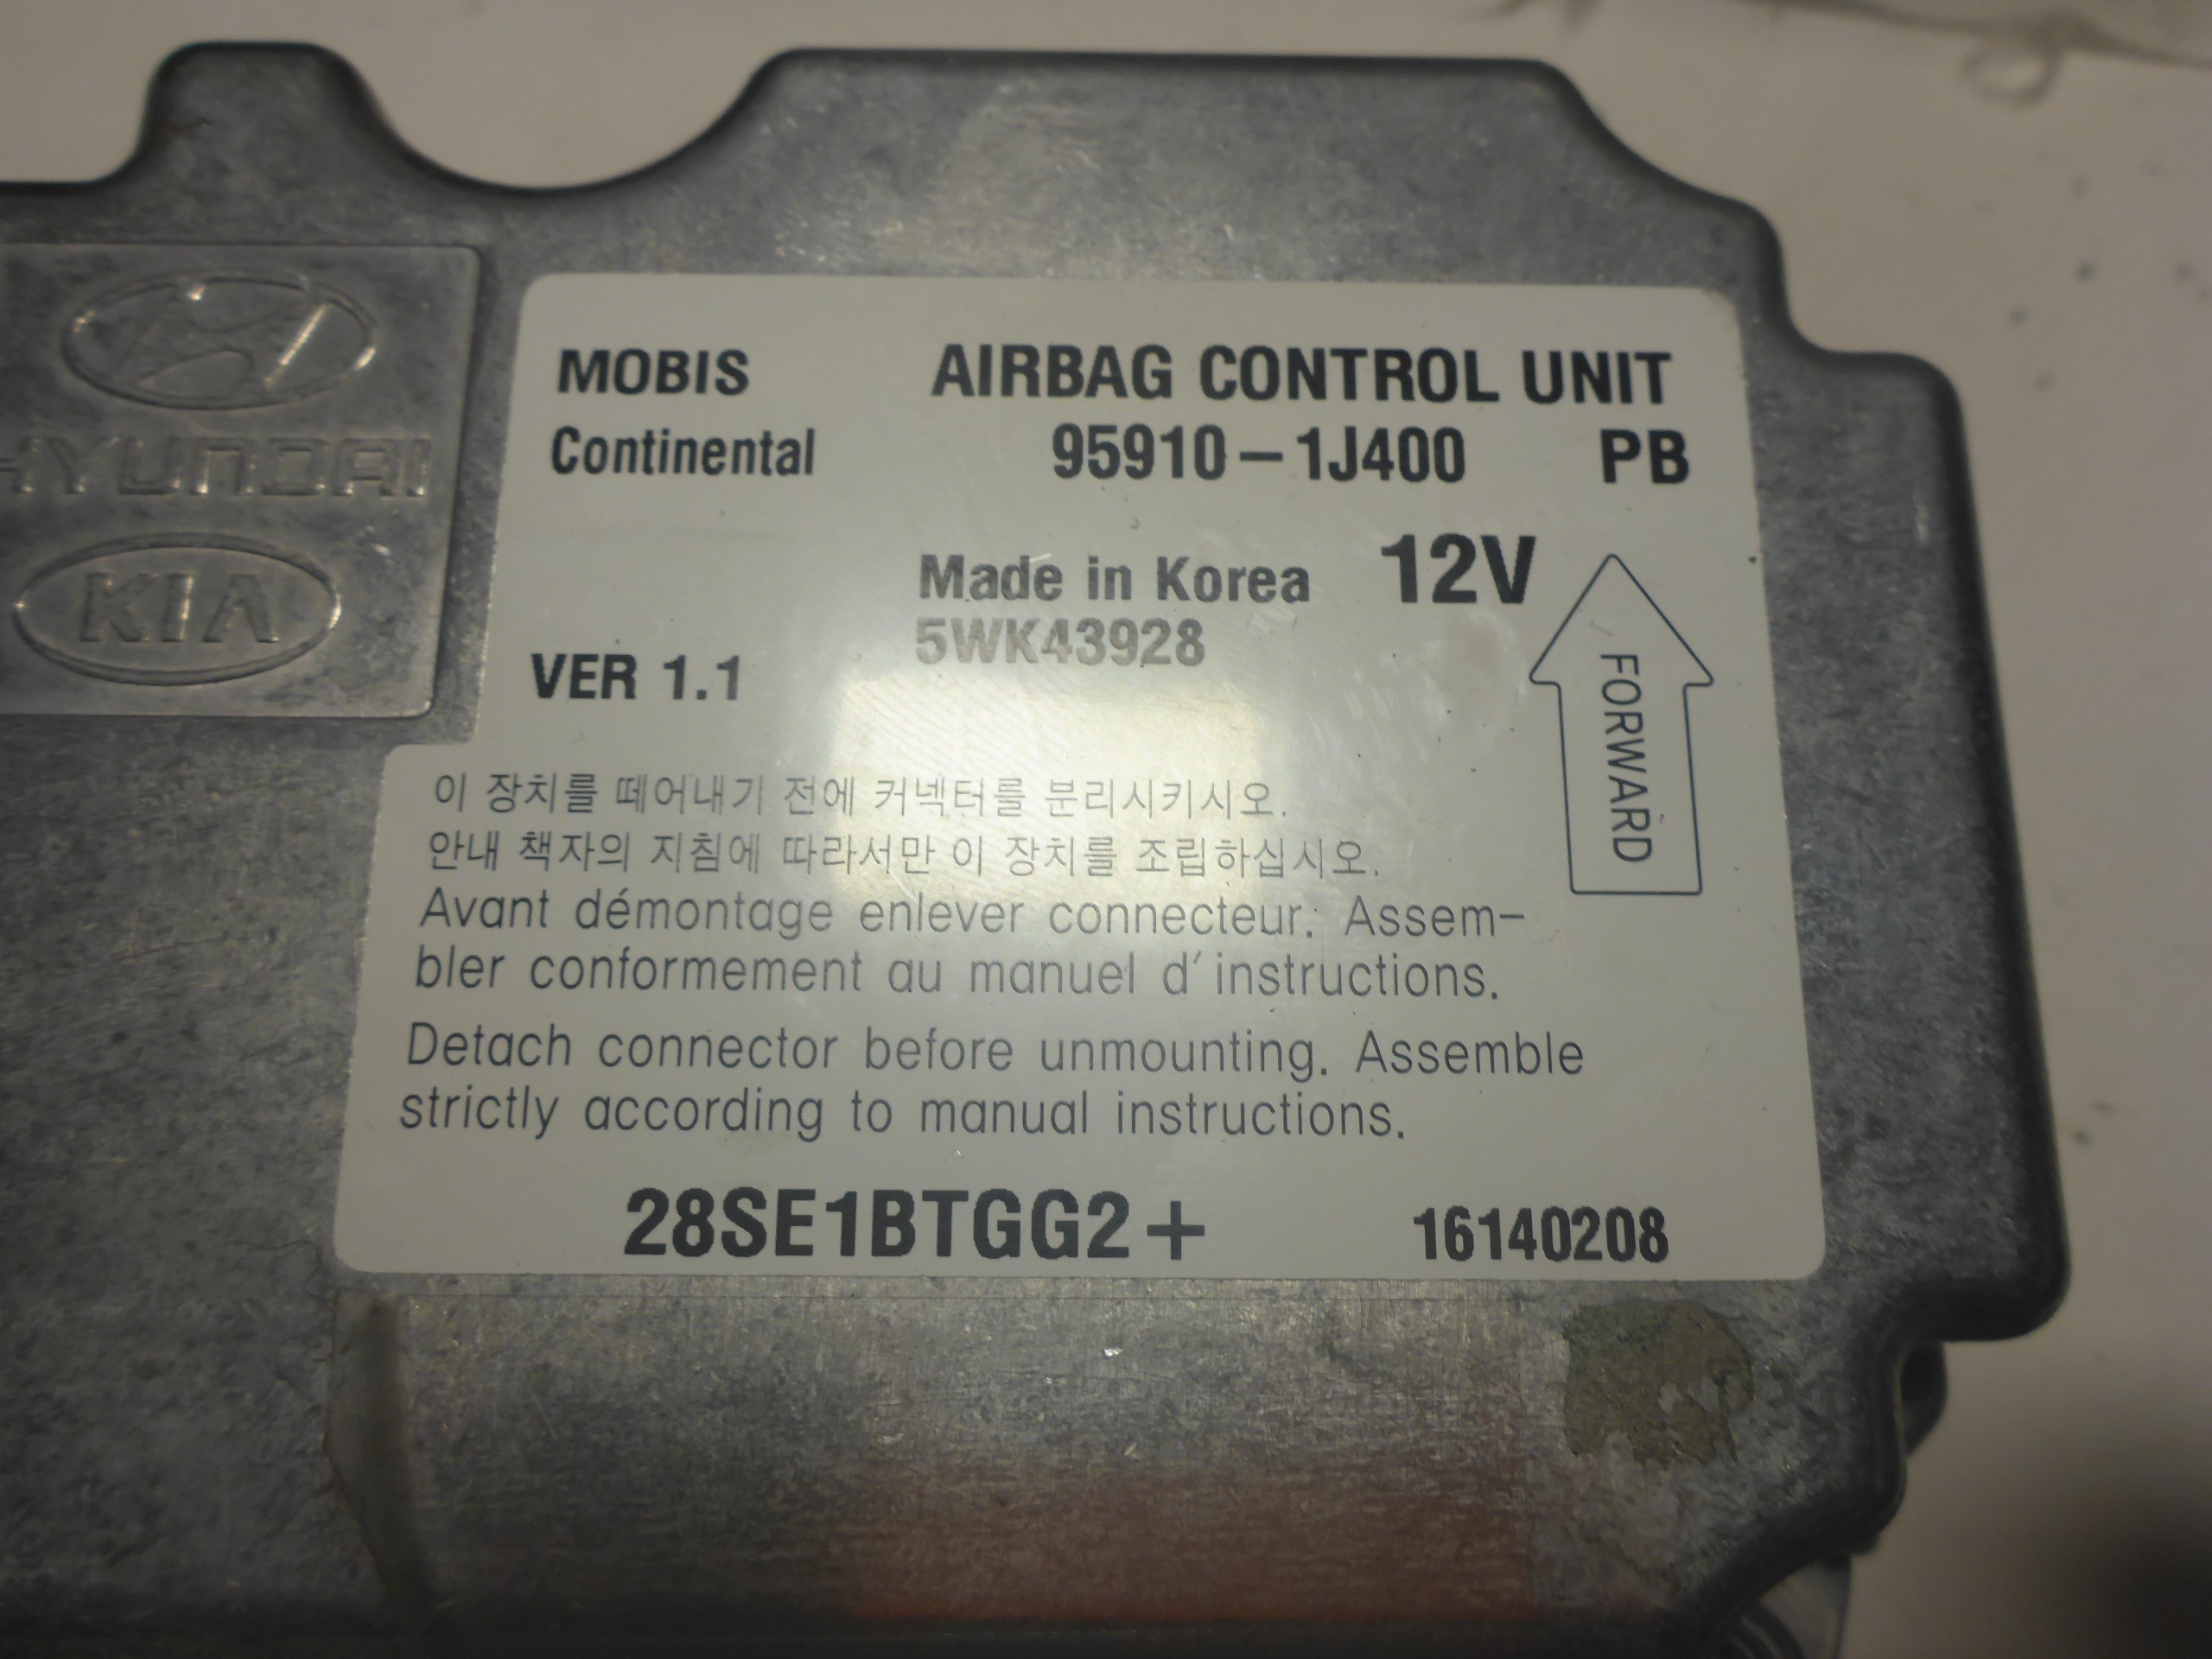 HYUNDAI
KIA
MOBIS AIRBAG CONTROL UNIT
Continental 95910-1J400 PB
Made in Korea 12V
5WK43928
VER 1.1
FORWARD
이 장치를 떼어내기 전에 커넥터를 분리시키시오.
안내 책자의 지침에 따라서만 이 장치를 조립하십시오.
Avant démontage enlever connecteur. Assem-
bler conformement au manuel d'instructions.
Detach connector before unmounting. Assemble
strictly according to manual instructions.
28SE1BTGG2+ 16140208